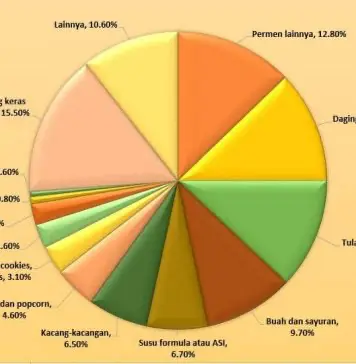 Lainnya, 10.60%
Permen lainnya, 12.80%
g keras
15.50%
Daging
.60%
0.80%
%
.60%
Tula
cookies,
s, 3.10%
dan popcorn,
4.60%
Buah dan sayuran,
9.70%
Kacang-kacangan,
6.50%
Susu formula atau ASI,
6.70%